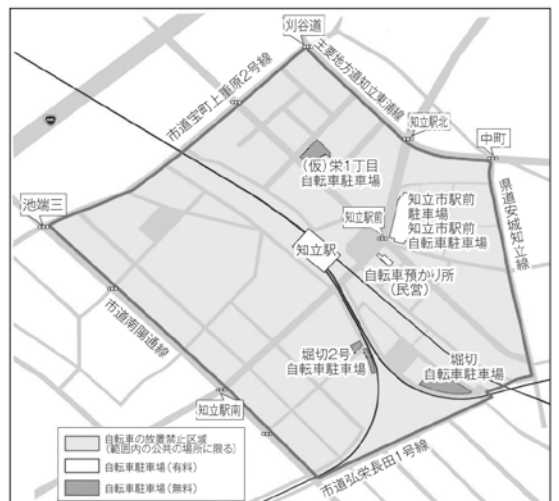 刈谷道
主要地方道知立東浦線
市道宝町上重原2号線
知立駅北
中町
(仮)栄1丁目
自転車駐車場
知立市駅前
駐車場
知立市駅前
自転車駐車場
県道安城知立線
池端三
知立駅前
知立駅
自転車預かり所
(民営)
市道南陽通線
堀切2号
自転車駐車場
堀切
自転車駐車場
知立駅南
市道弘栄長田1号線
自転車の放置禁止区域
(範囲内の公共の場所に限る)
自転車駐車場(有料)
自転車駐車場(無料)